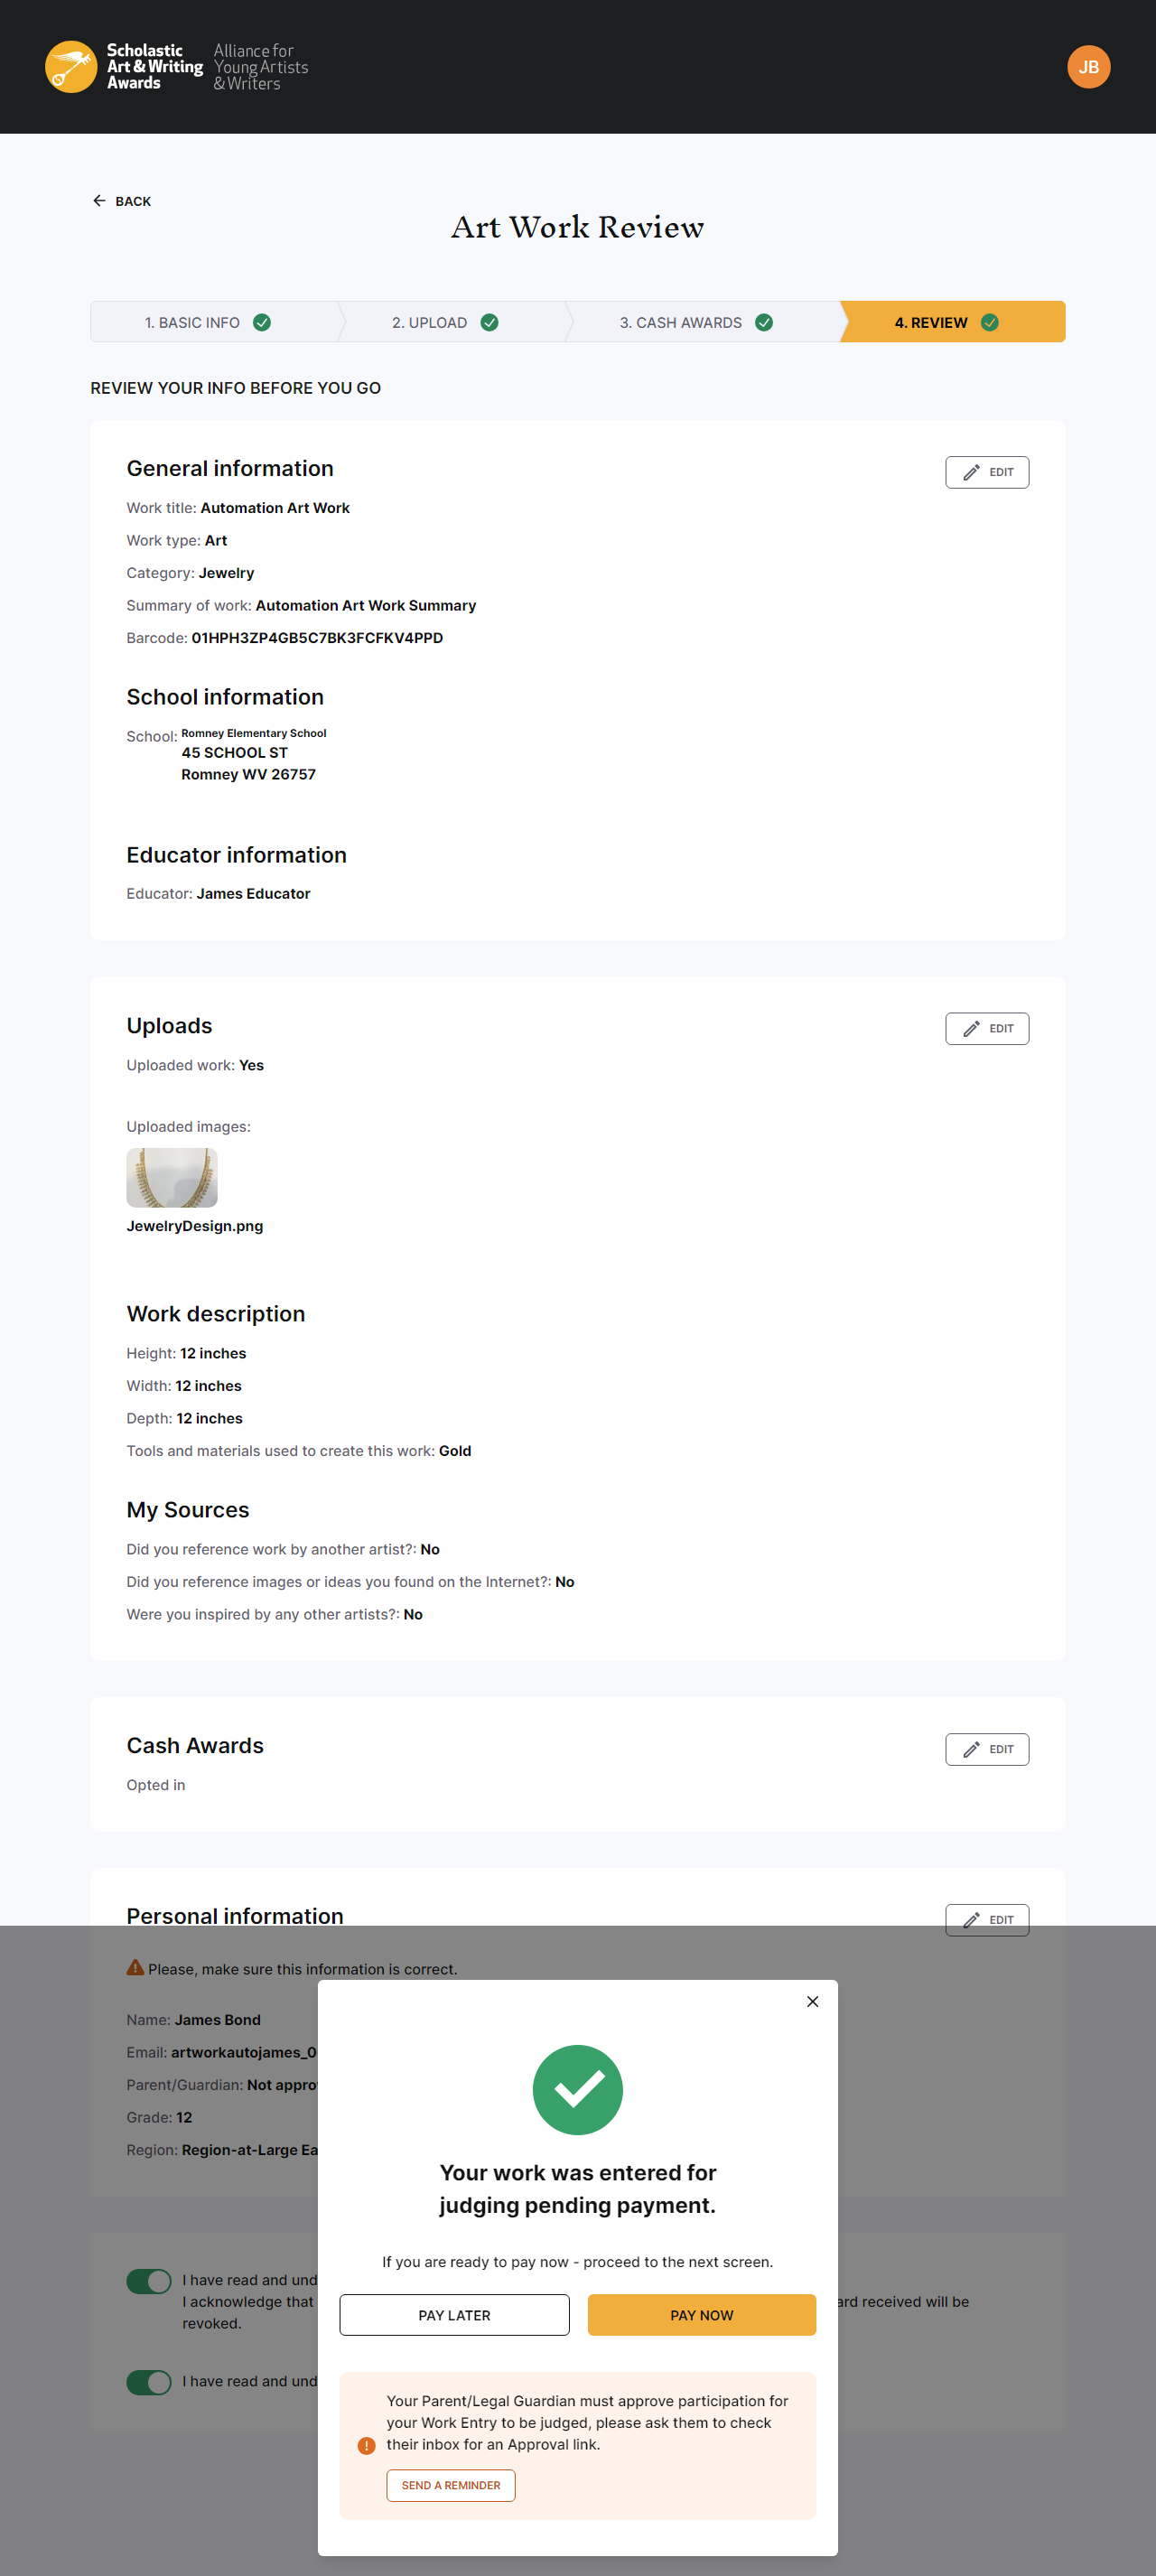 Scholastic
Art & Writing
Awards
Alliance for
Young Artists
& Writers
JB
BACK
Art Work Review
1. BASIC INFO
2. UPLOAD
3. CASH AWARDS
4. REVIEW
REVIEW YOUR INFO BEFORE YOU GO
General information
EDIT
Work title: Automation Art Work
Work type: Art
Category: Jewelry
Summary of work: Automation Art Work Summary
Barcode: 01HPH3ZP4GB5C7BK3FCFKV4PPD
School information
School: Romney Elementary School
45 SCHOOL ST
Romney WV 26757
Educator information
Educator: James Educator
Uploads
EDIT
Uploaded work: Yes
Uploaded images:
JewelryDesign.png
Work description
Height: 12 inches
Width: 12 inches
Depth: 12 inches
Tools and materials used to create this work: Gold
My Sources
Did you reference work by another artist?: No
Did you reference images or ideas you found on the Internet?: No
Were you inspired by any other artists?: No
Cash Awards
EDIT
Opted in
Personal information
EDIT
Please, make sure this information is correct.
Name: James Bond
Email: artworkautojames_0
Parent/Guardian: Not appro
Grade: 12
Region: Region-at-Large Ea
I have read and und
I acknowledge that
ard received will be
revoked.
I have read and und
Your work was entered for
judging pending payment.
If you are ready to pay now - proceed to the next screen.
PAY LATER
PAY NOW
Your Parent/Legal Guardian must approve participation for
your Work Entry to be judged, please ask them to check
their inbox for an Approval link.
SEND A REMINDER